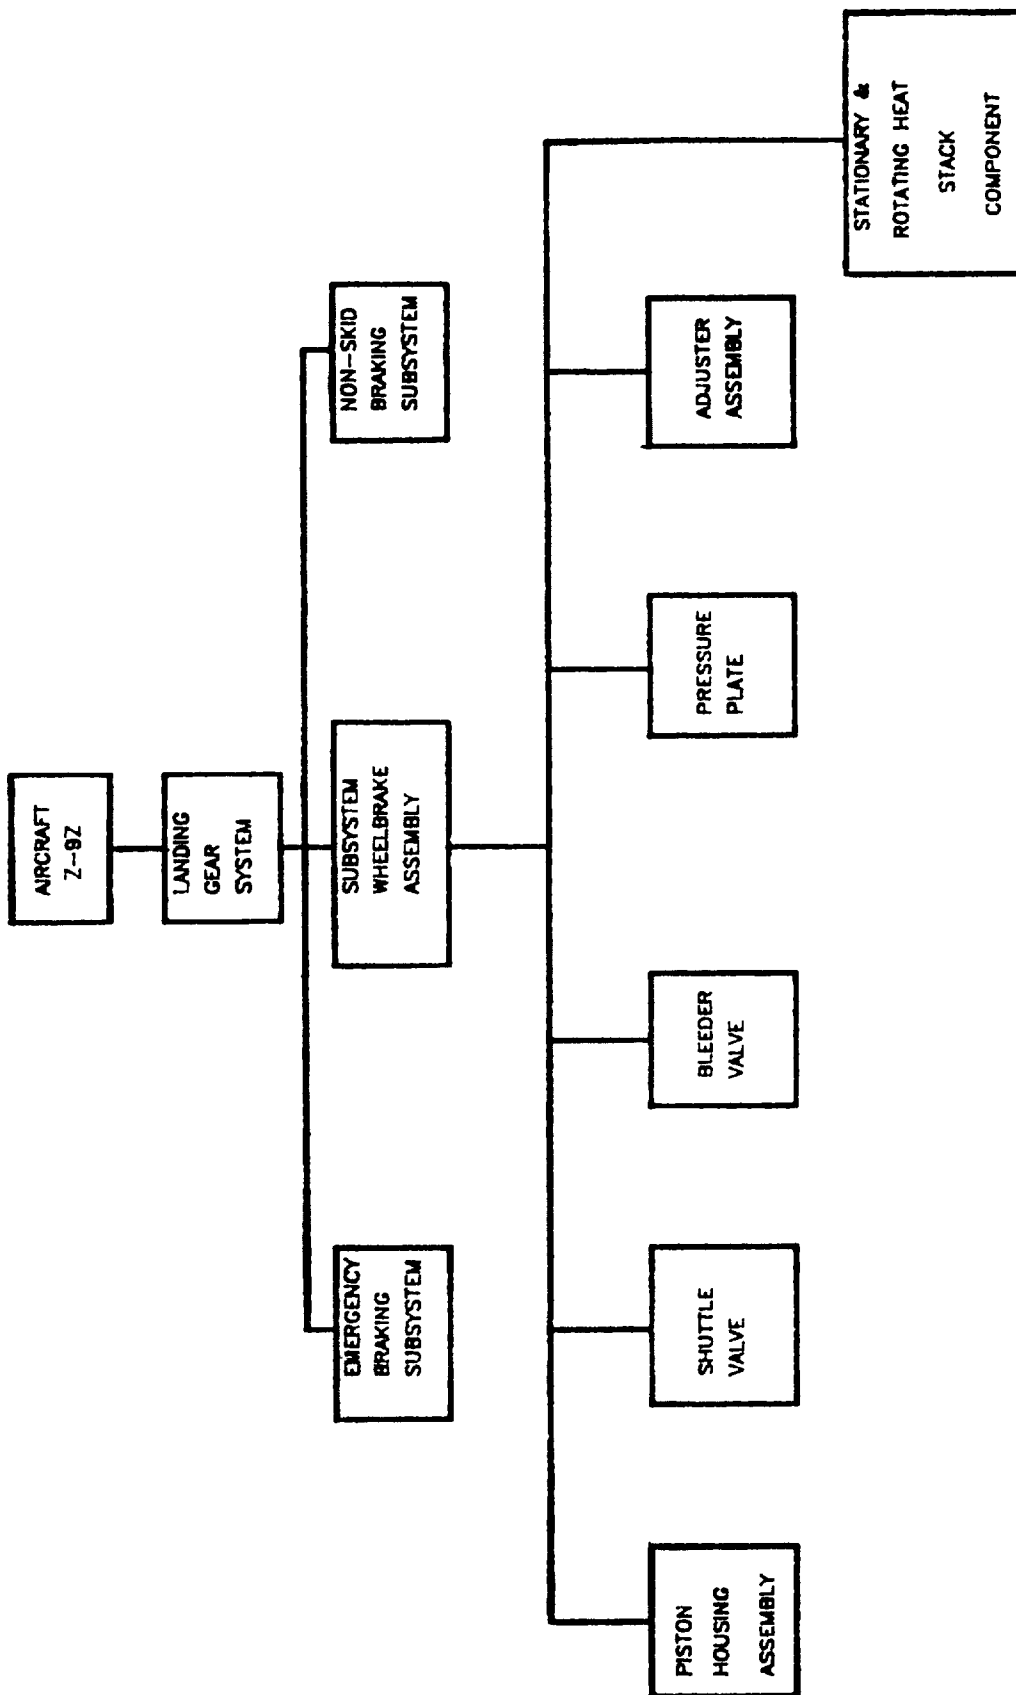 AIRCRAFT
Z-9Z
LANDING
GEAR
SYSTEM
EMERGENCY
BRAKING
SUBSYSTEM
SUBSYSTEM
WHEELBRAKE
ASSEMBLY
NON-SKID
BRAKING
SUBSYSTEM
PISTON
HOUSING
ASSEMBLY
SHUTTLE
VALVE
BLEEDER
VALVE
PRESSURE
PLATE
ADJUSTER
ASSEMBLY
STATIONARY &
ROTATING HEAT
STACK
COMPONENT